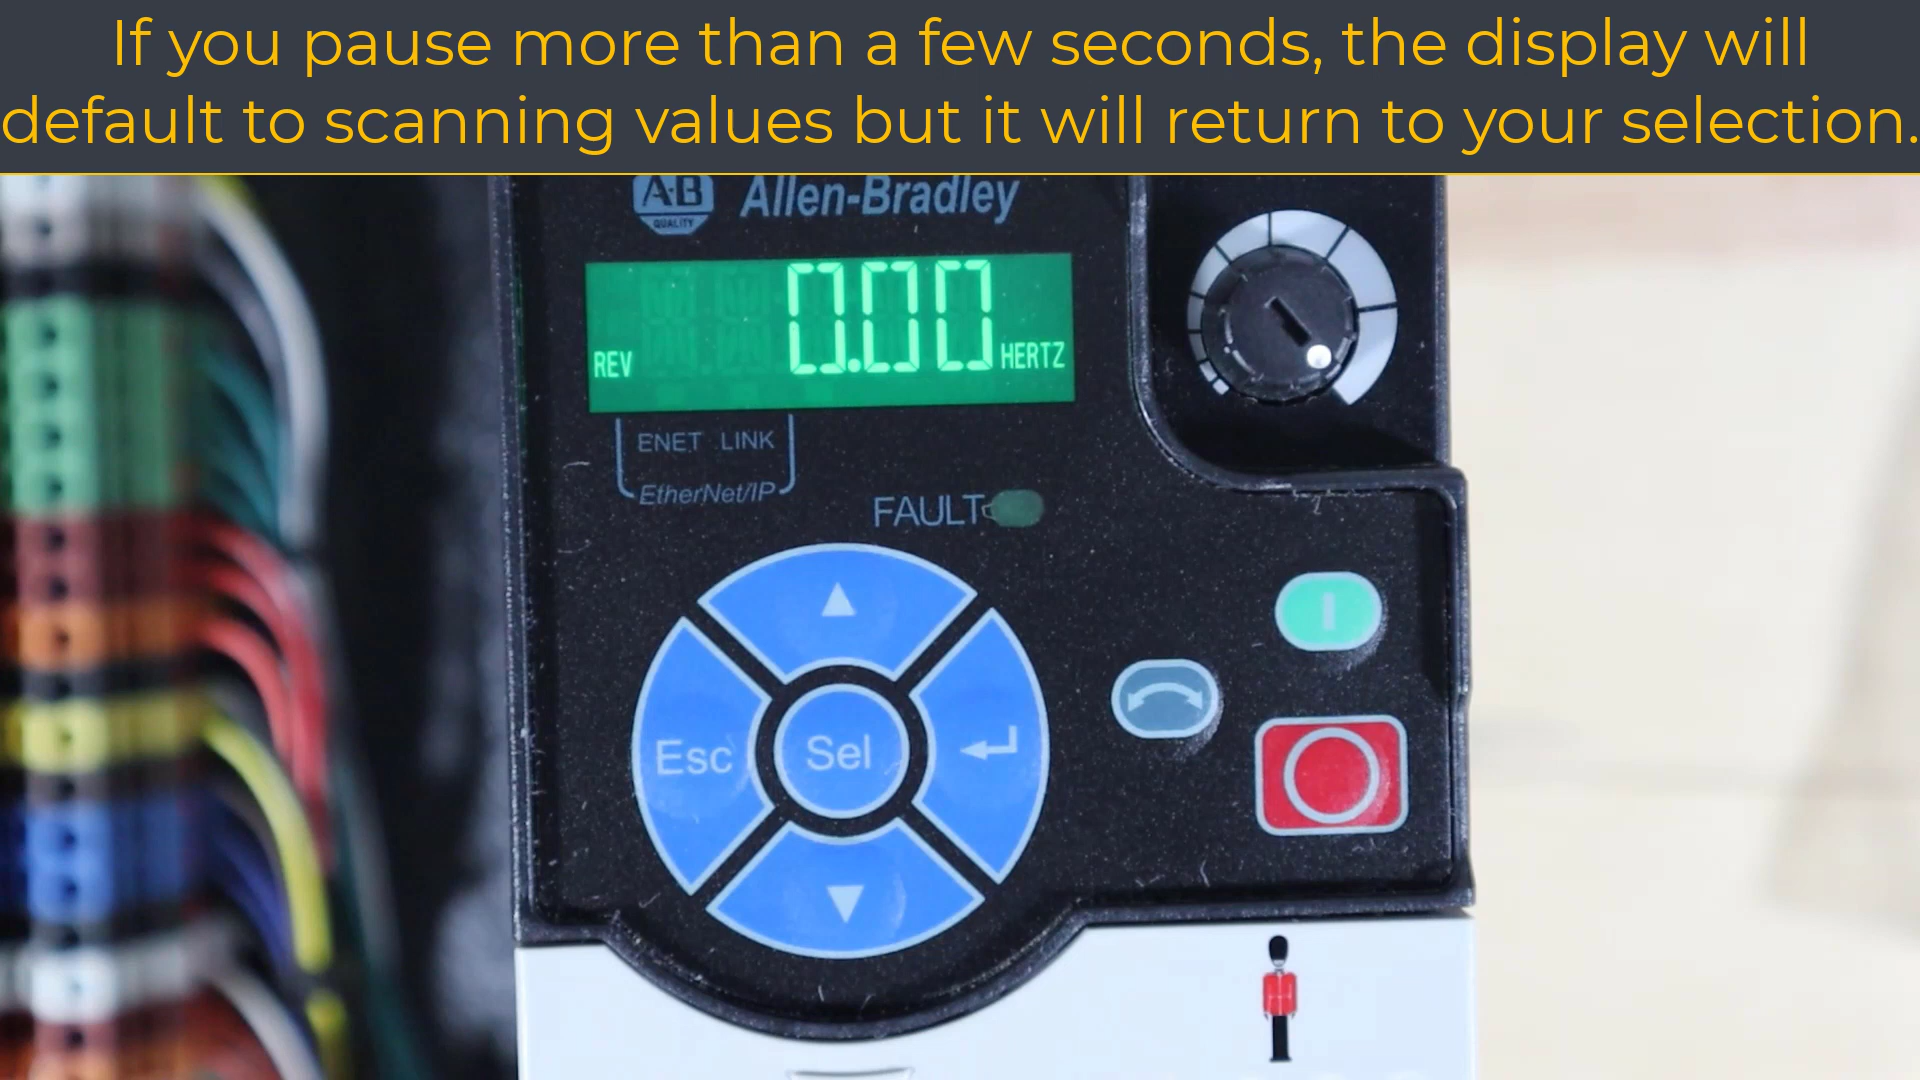 If you pause more than a few seconds, the display will
default to scanning values but it will return to your selection.
A-B
QUALITY
Allen-Bradley
0.00
REV
HERTZ
ENET LINK
EtherNet/IP
FAULT
Esc
Sel